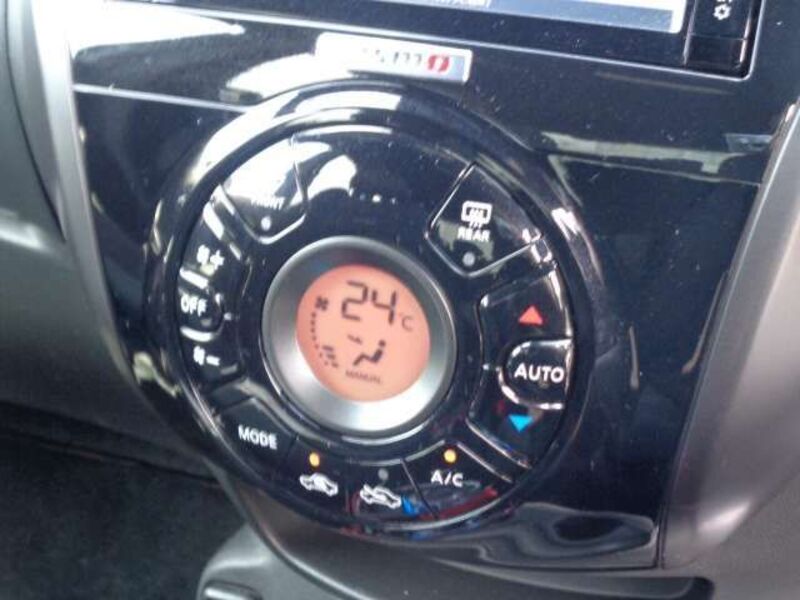 FRONT
REAR
+
OFF
-
24°C
MANUAL
AUTO
MODE
A/C